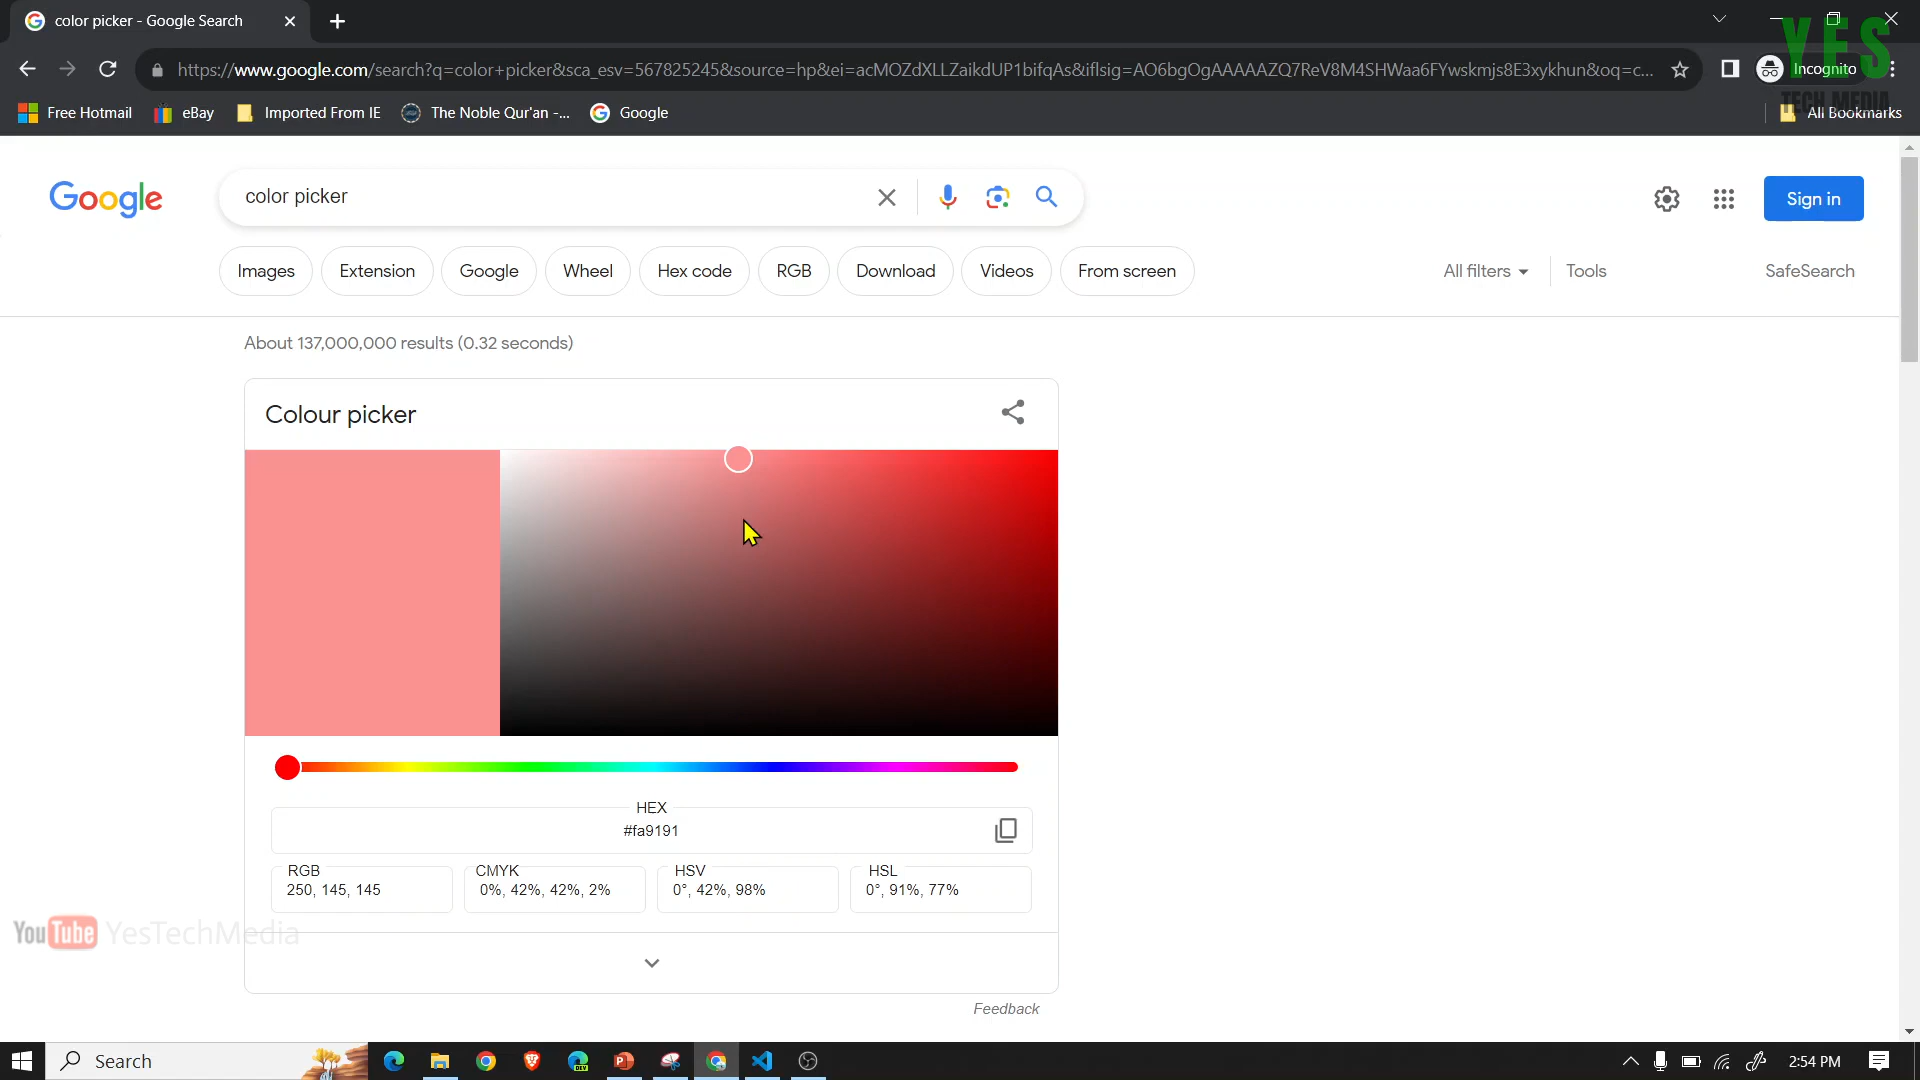 color picker - Google Search
https://www.google.com/search?q=color+picker&sca_esv=567825245&source=hp&ei=acMOZdXLLZaikdUP1bifqAs&iflsig=AO6bgOgAAAAAZQ7ReV8M4SHWaa6FYwskmjs8E3xykhun&oq=c...
Incognito
YES
TECH MEDIA
Free Hotmail
eBay
Imported From IE
The Noble Qur'an -...
Google
All Bookmarks
Google
color picker
Sign in
Images
Extension
Google
Wheel
Hex code
RGB
Download
Videos
From screen
All filters
Tools
SafeSearch
About 137,000,000 results (0.32 seconds)
Colour picker
HEX
#fa9191
RGB
250, 145, 145
CMYK
0%, 42%, 42%, 2%
HSV
0°, 42%, 98%
HSL
0°, 91%, 77%
YouTube YesTechMedia
Feedback
Search
DEV
2:54 PM